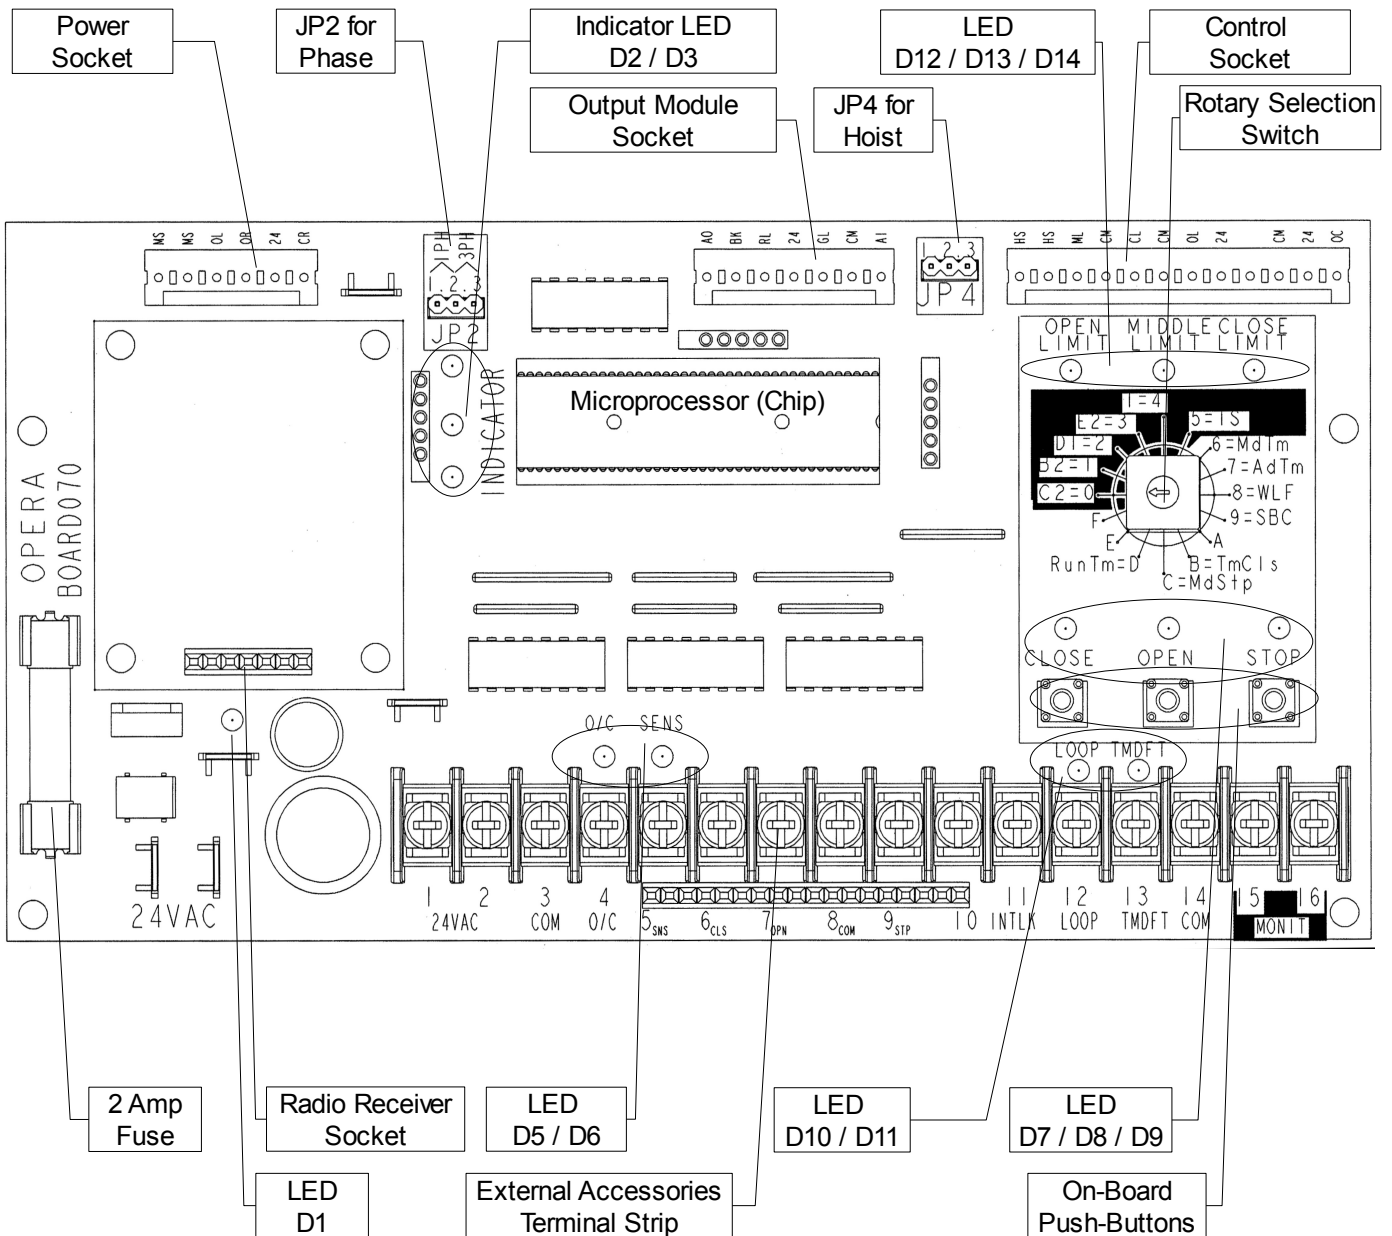 Power
Socket
JP2 for
Phase
Indicator LED
D2 / D3
LED
D12 / D13 / D14
Control
Socket
Output Module
Socket
JP4 for
Hoist
Rotary Selection
Switch
MS MS OL OR 24 CR
1PH 3PH
1.2.3
JP2
AO BK RL 24 GL CM AI
1.2.3
JP4
HS HS ML CM CL CM OL 24 CM 24 OC
OPEN LIMIT
MIDDLE LIMIT
CLOSE LIMIT
INDICATOR
Microprocessor (Chip)
OPERA
BOARD070
I=4
E2=3
5=IS
D1=2
6=MdTm
B2=1
7=AdTm
C2=0
8=WLF
F
9=SBC
E
A
RunTm=D
B=TmCls
C=MdStp
CLOSE OPEN STOP
O/C SENS
LOOP TMDFT
24VAC
1 2 3 4 5SNS 6CLS 7OPN 8COM 9STP 10 11 12 13 14 15 16
24VAC COM O/C INTLK LOOP TMDFT COM MONIT
2 Amp
Fuse
Radio Receiver
Socket
LED
D5 / D6
LED
D10 / D11
LED
D7 / D8 / D9
LED
D1
External Accessories
Terminal Strip
On-Board
Push-Buttons